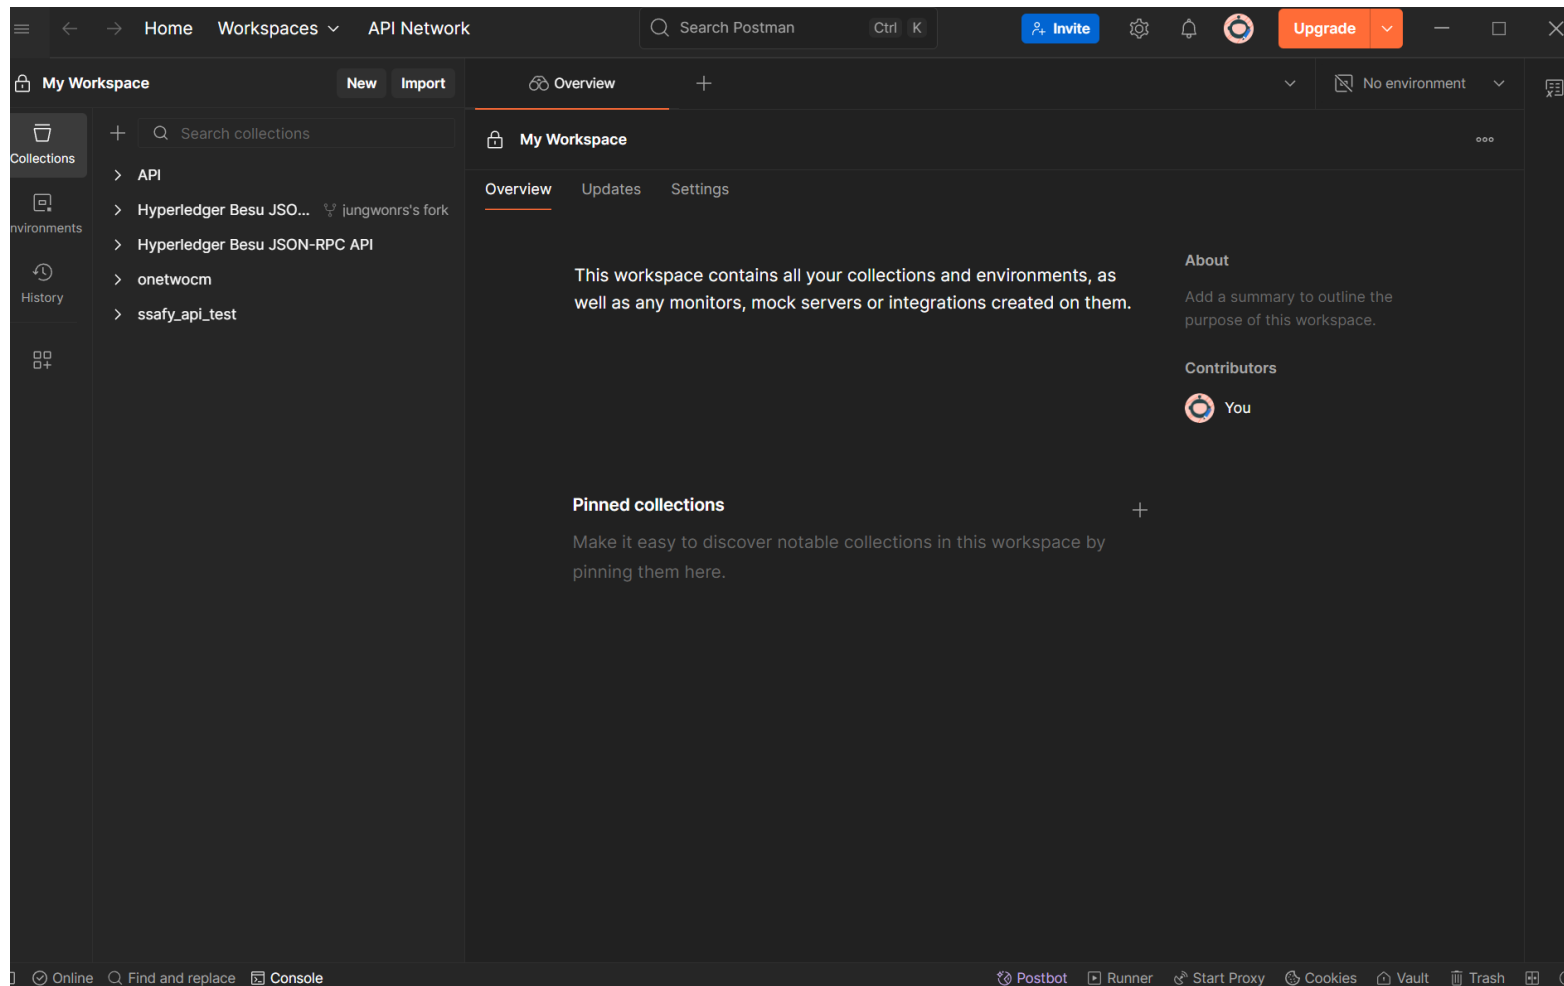 Home Workspaces API Network Search Postman Ctrl K Invite Upgrade
My Workspace New Import Overview No environment
Collections
Search collections
My Workspace
API
Overview Updates Settings
Hyperledger Besu JSO... jungwonrs's fork
nvironments
Hyperledger Besu JSON-RPC API
onetwocm
History
ssafy_api_test
This workspace contains all your collections and environments, as
well as any monitors, mock servers or integrations created on them.
About
Add a summary to outline the
purpose of this workspace.
Contributors
You
Pinned collections
Make it easy to discover notable collections in this workspace by
pinning them here.
Online Find and replace Console Postbot Runner Start Proxy Cookies Vault Trash